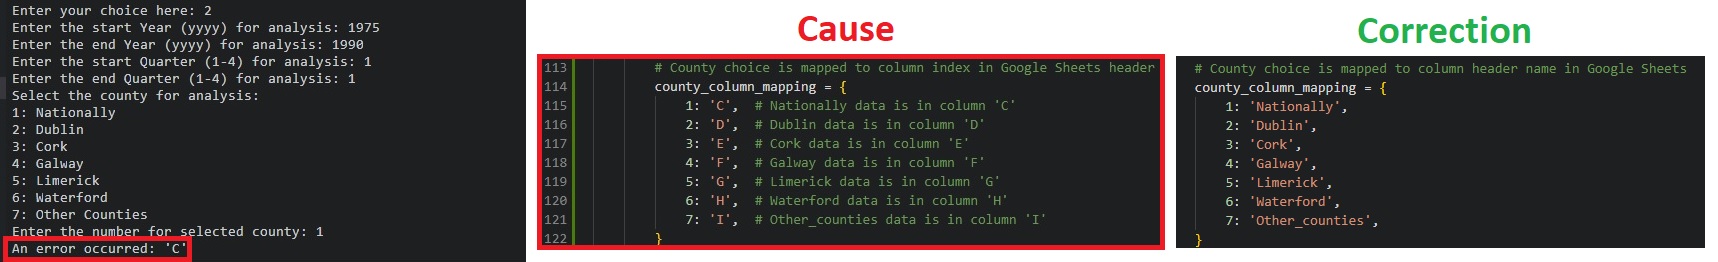 Enter your choice here: 2
Enter the start Year (yyyy) for analysis: 1975
Enter the end Year (yyyy) for analysis: 1990
Enter the start Quarter (1-4) for analysis: 1
Enter the end Quarter (1-4) for analysis: 1
Select the county for analysis:
1: Nationally
2: Dublin
3: Cork
4: Galway
5: Limerick
6: Waterford
7: Other Counties
Enter the number for selected county: 1
An error occurred: 'C'
Cause
113 # County choice is mapped to column index in Google Sheets header
114 county_column_mapping = {
115 1: 'C', # Nationally data is in column 'C'
116 2: 'D', # Dublin data is in column 'D'
117 3: 'E', # Cork data is in column 'E'
118 4: 'F', # Galway data is in column 'F'
119 5: 'G', # Limerick data is in column 'G'
120 6: 'H', # Waterford data is in column 'H'
121 7: 'I', # Other_counties data is in column 'I'
122 }
Correction
# County choice is mapped to column header name in Google Sheets
county_column_mapping = {
1: 'Nationally',
2: 'Dublin',
3: 'Cork',
4: 'Galway',
5: 'Limerick',
6: 'Waterford',
7: 'Other_counties',
}